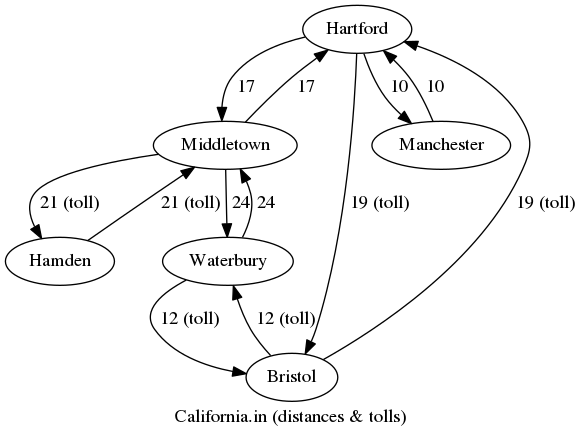 Hartford
17
17
10
10
Middletown
Manchester
21 (toll)
21 (toll)
24
24
19 (toll)
19 (toll)
Hamden
Waterbury
12 (toll)
12 (toll)
Bristol
California.in (distances & tolls)